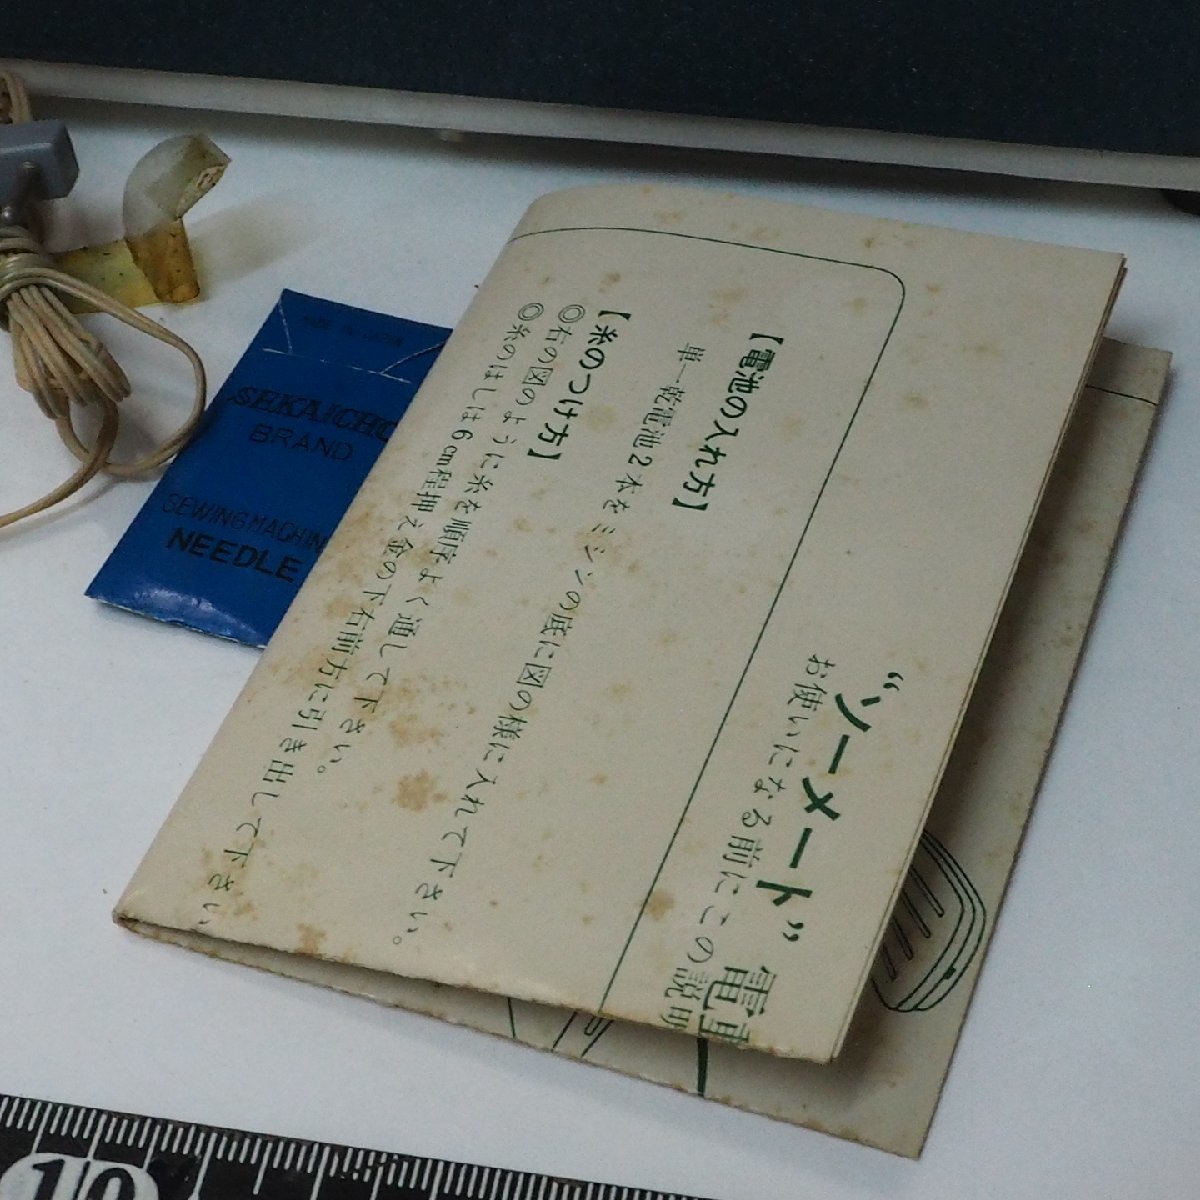 "ソーメート" 電
お使いになる前にこの説明
【電池の入れ方】
単一乾電池2本をミシンの底に図の様に入れて下さい。
【糸のつけ方】
◎右の図のように糸を順序よく通して下さい。
◎糸のはしは6cm程押え金の下右前方に引き出して下さい。
SEKAICHO
BRAND
SEWING MACHIN
NEEDLE
10